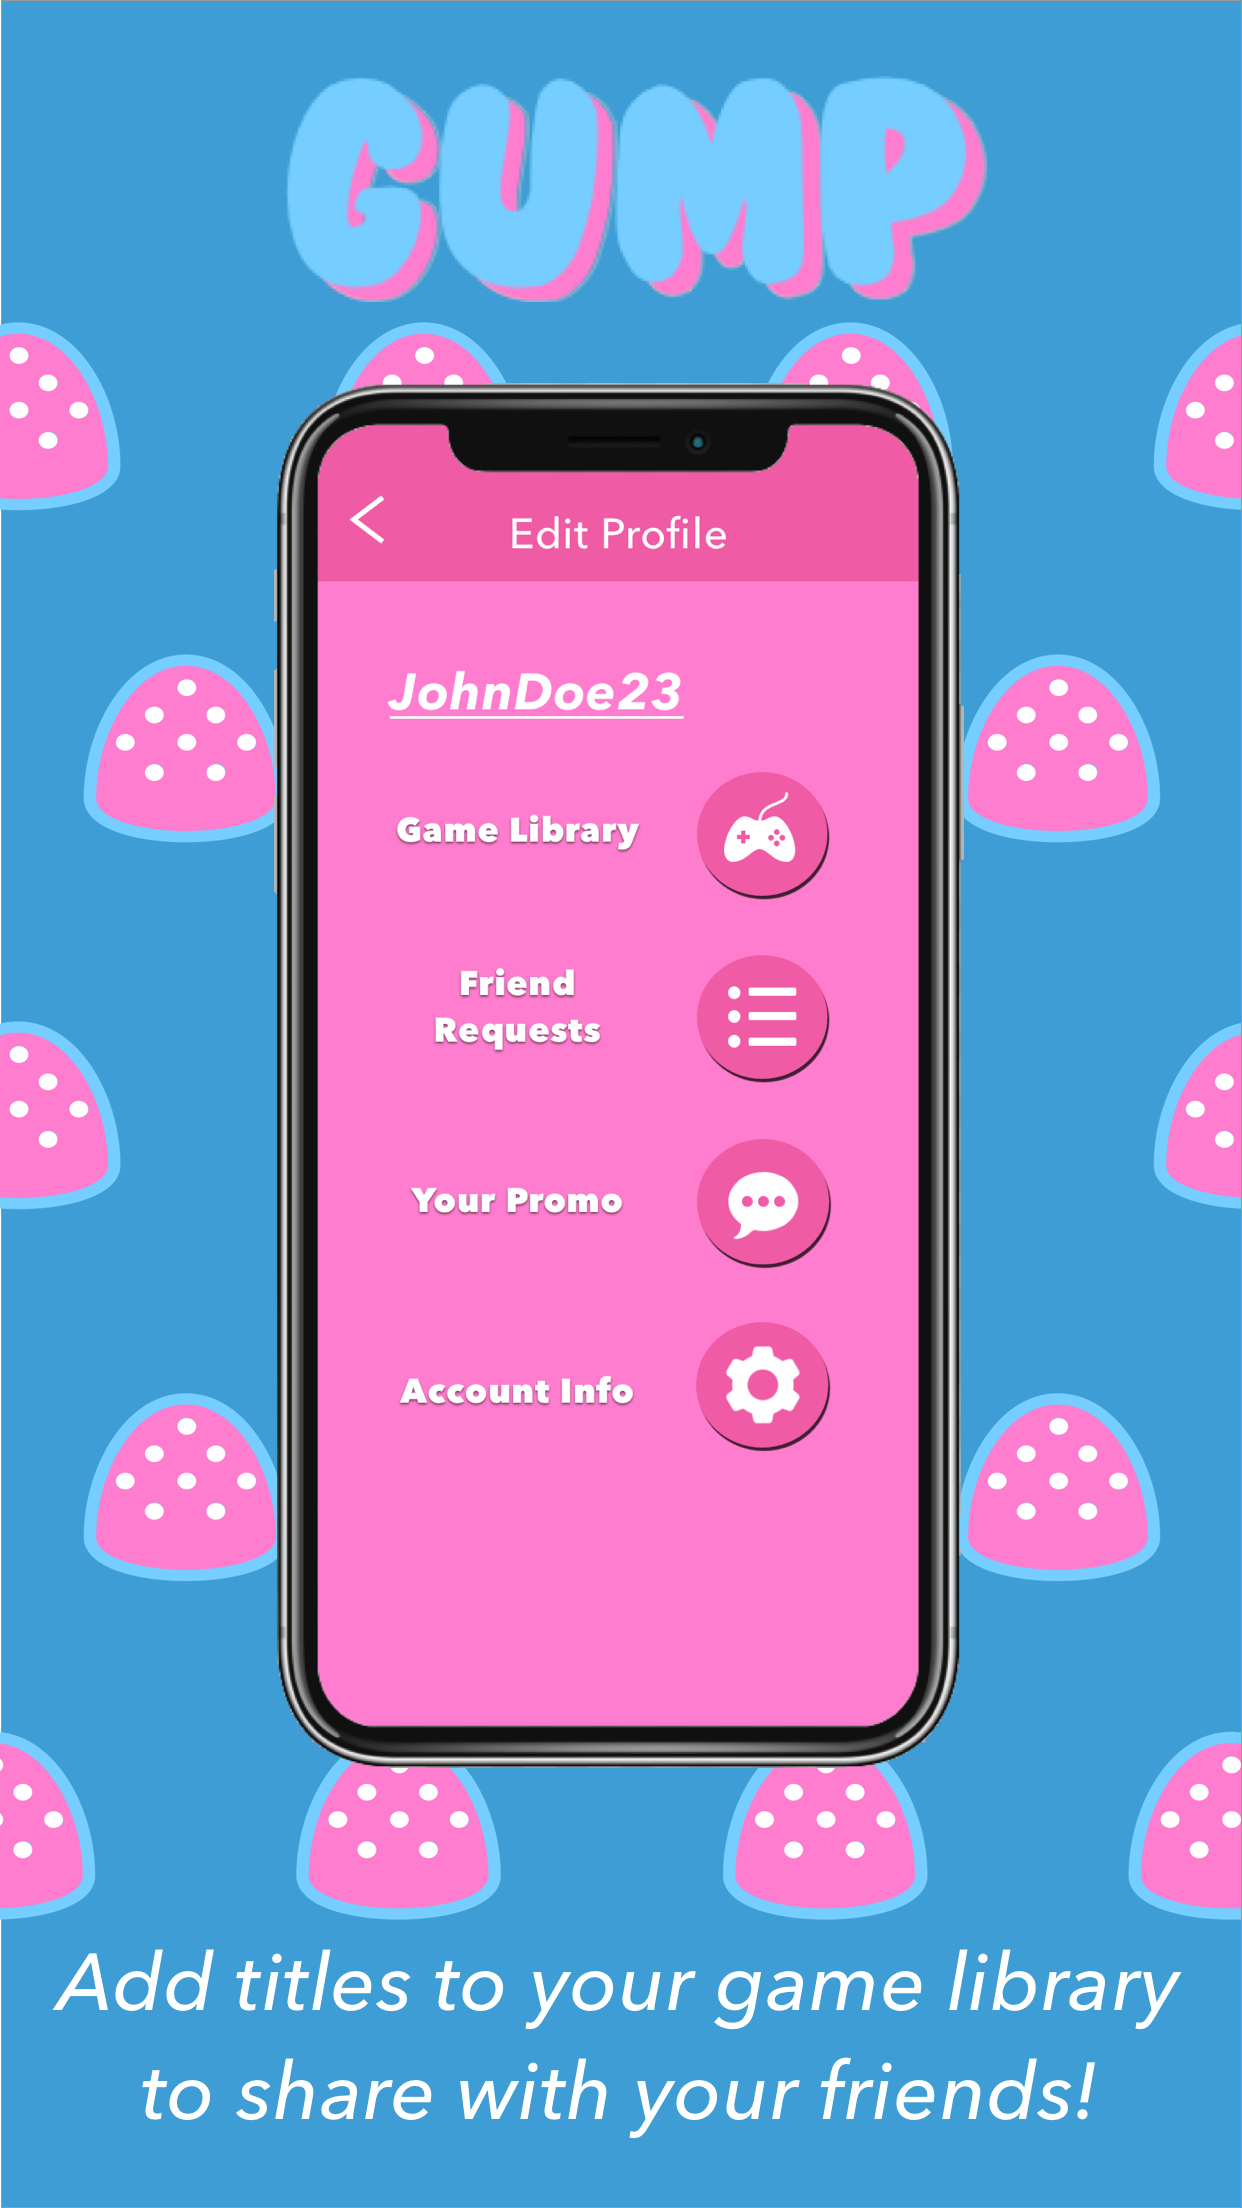 GUMP
Edit Profile
JohnDoe23
Game Library
Friend
Requests
Your Promo
Account Info
Add titles to your game library
to share with your friends!